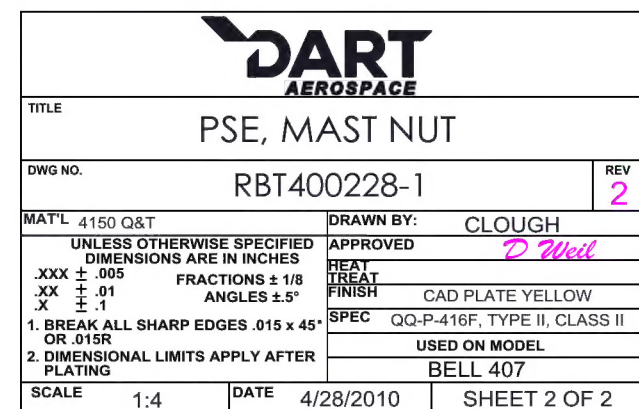 DART
AEROSPACE
TITLE
PSE, MAST NUT
DWG NO.
RBT400228-1
REV
2
MAT'L 4150 Q&T
DRAWN BY: CLOUGH
UNLESS OTHERWISE SPECIFIED
DIMENSIONS ARE IN INCHES
.XXX ± .005
.XX ± .01
.X ± .1
FRACTIONS ± 1/8
ANGLES ±.5°
1. BREAK ALL SHARP EDGES .015 x 45°
OR .015R
2. DIMENSIONAL LIMITS APPLY AFTER
PLATING
APPROVED D Weil
HEAT
TREAT
FINISH CAD PLATE YELLOW
SPEC QQ-P-416F, TYPE II, CLASS II
USED ON MODEL
BELL 407
SCALE 1:4
DATE 4/28/2010
SHEET 2 OF 2